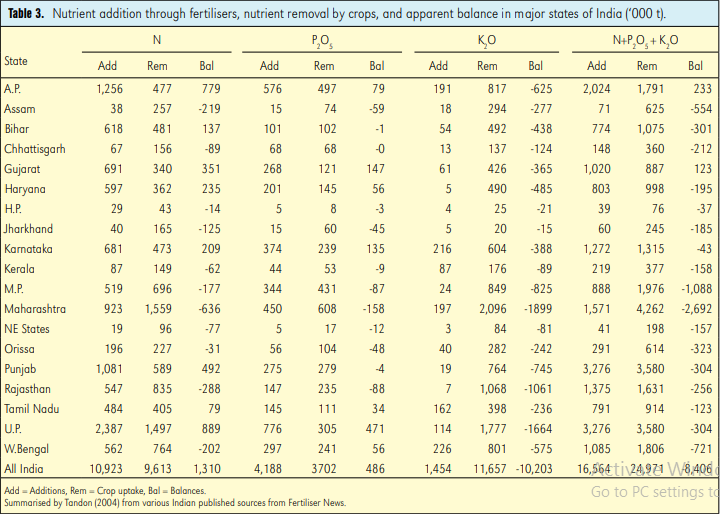 Table 3. Nutrient addition through fertilisers, nutrient removal by crops, and apparent balance in major states of India ('000 t).
N P2O5 K2O N+P2O5+K2O
State Add Rem Bal Add Rem Bal Add Rem Bal Add Rem Bal
A.P. 1,256 477 779 576 497 79 191 817 -625 2,024 1,791 233
Assam 38 257 -219 15 74 -59 18 294 -277 71 625 -554
Bihar 618 481 137 101 102 -1 54 492 -438 774 1,075 -301
Chhattisgarh 67 156 -89 68 68 -0 13 137 -124 148 360 -212
Gujarat 691 340 351 268 121 147 61 426 -365 1,020 887 123
Haryana 597 362 235 201 145 56 5 490 -485 803 998 -195
H.P. 29 43 -14 5 8 -3 4 25 -21 39 76 -37
Jharkhand 40 165 -125 15 60 -45 5 20 -15 60 245 -185
Karnataka 681 473 209 374 239 135 216 604 -388 1,272 1,315 -43
Kerala 87 149 -62 44 53 -9 87 176 -89 219 377 -158
M.P. 519 696 -177 344 431 -87 24 849 -825 888 1,976 -1,088
Maharashtra 923 1,559 -636 450 608 -158 197 2,096 -1899 1,571 4,262 -2,692
NE States 19 96 -77 5 17 -12 3 84 -81 41 198 -157
Orissa 196 227 -31 56 104 -48 40 282 -242 291 614 -323
Punjab 1,081 589 492 275 279 -4 19 764 -745 3,276 3,580 -304
Rajasthan 547 835 -288 147 235 -88 7 1,068 -1061 1,375 1,631 -256
Tamil Nadu 484 405 79 145 111 34 162 398 -236 791 914 -123
U.P. 2,387 1,497 889 776 305 471 114 1,777 -1664 3,276 3,580 -304
W.Bengal 562 764 -202 297 241 56 226 801 -575 1,085 1,806 -721
All India 10,923 9,613 1,310 4,188 3702 486 1,454 11,657 -10,203 16,564 24,971 -8,406
Activate Wind
Add = Additions, Rem = Crop uptake, Bal = Balances.
Go to PC settings to
Summarised by Tandon (2004) from various Indian published sources from Fertiliser News.